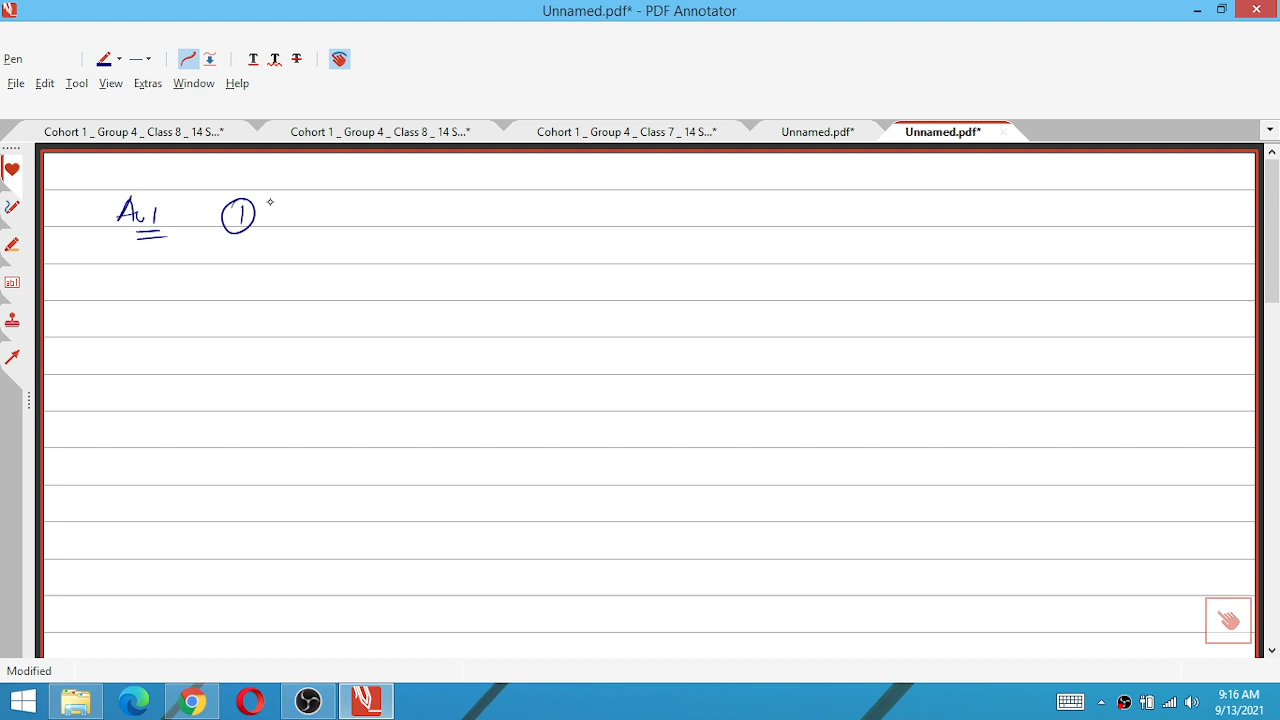 Unnamed.pdf* - PDF Annotator
Pen
T T T
File Edit Tool View Extras Window Help
Cohort 1 _ Group 4 _ Class 8 _ 14 S...* Cohort 1 _ Group 4 _ Class 8 _ 14 S...* Cohort 1 _ Group 4 _ Class 7 _ 14 S...* Unnamed.pdf* Unnamed.pdf*
1
ab1
Modified
9:16 AM
9/13/2021